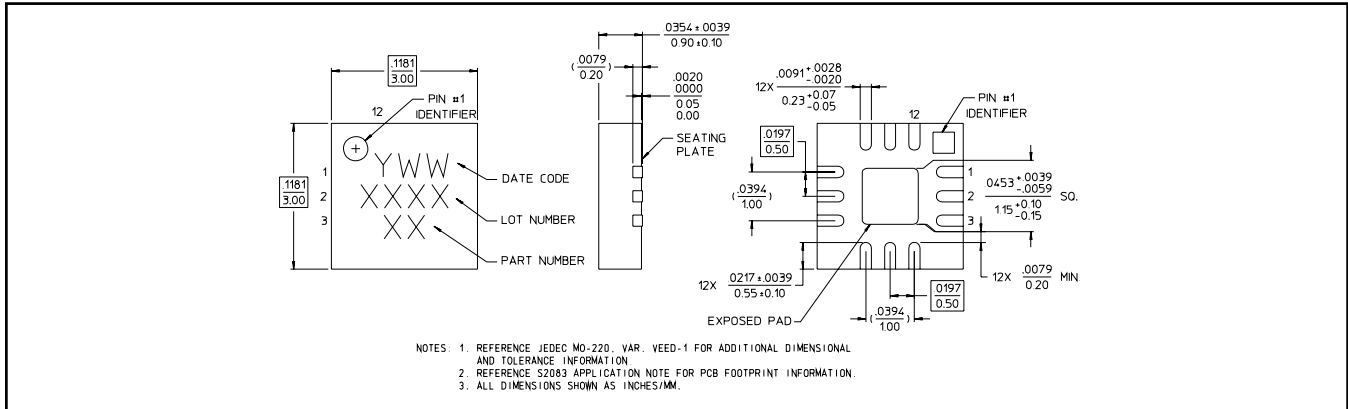 .1181
3.00
12
PIN #1
IDENTIFIER
.1181
3.00
1
2
3
YWW
XXXX
XX
DATE CODE
LOT NUMBER
PART NUMBER
.0354±.0039
0.90±0.10
(.0079
0.20)
.0020
.0000
0.05
0.00
SEATING
PLATE
12X .0091 +.0028 -.0020
0.23 +0.07 -0.05
12
PIN #1
IDENTIFIER
.0197
0.50
(.0394
1.00)
1
2
3
.0453 +.0039 -.0059 SQ.
1.15 +0.10 -0.15
12X .0217±.0039
0.55±0.10
12X .0079 MIN.
0.20
.0197
0.50
(.0394
1.00)
EXPOSED PAD
NOTES: 1. REFERENCE JEDEC MO-220, VAR. VEED-1 FOR ADDITIONAL DIMENSIONAL
AND TOLERANCE INFORMATION.
2. REFERENCE S2083 APPLICATION NOTE FOR PCB FOOTPRINT INFORMATION.
3. ALL DIMENSIONS SHOWN AS INCHES/MM.